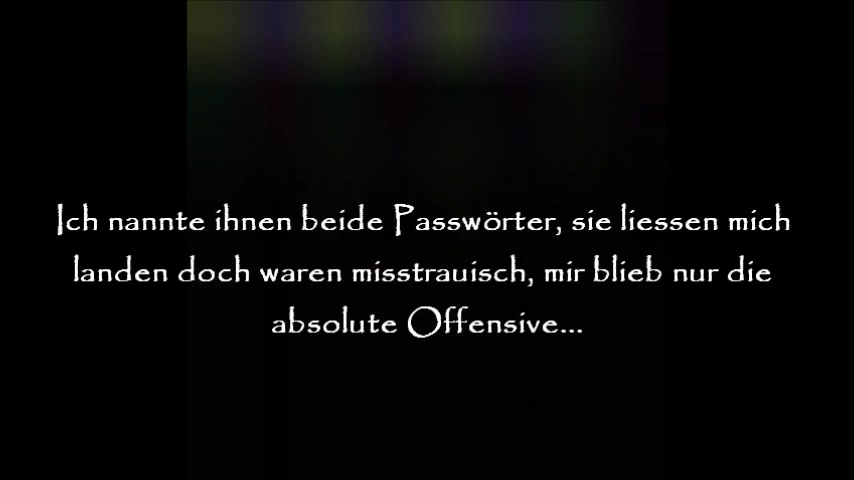 Ich nannte ihnen beide Passwörter, sie liessen mich
landen doch waren misstrauisch, mir blieb nur die
absolute Offensive...